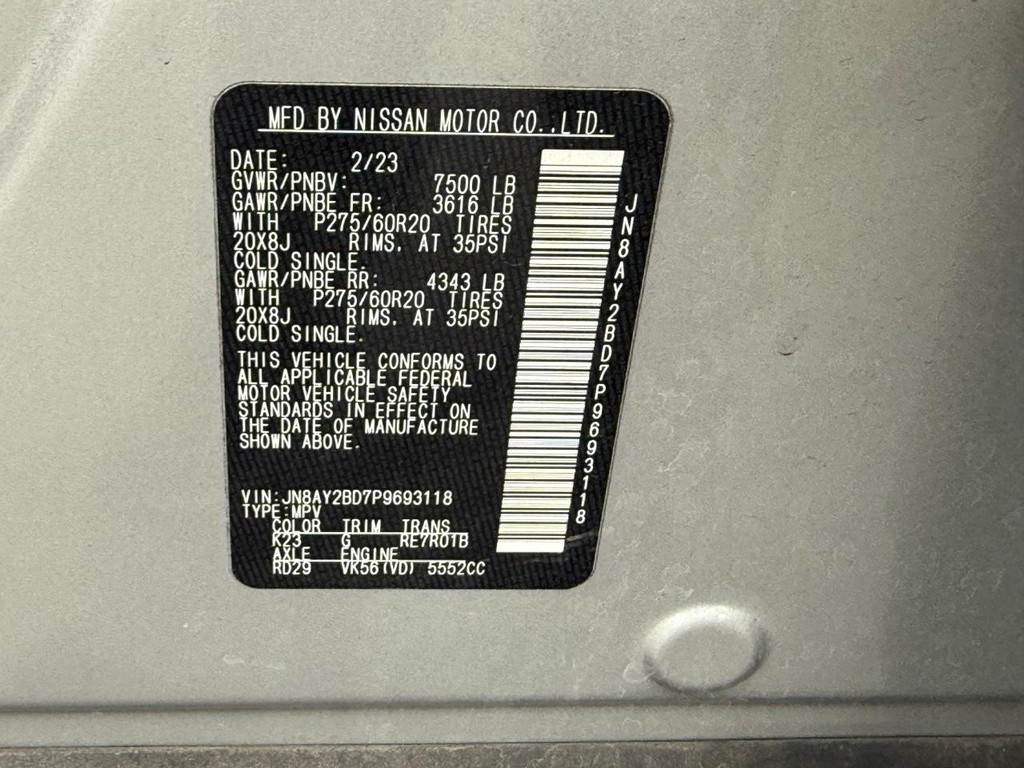 MFD BY NISSAN MOTOR CO.,LTD.
DATE: 2/23
GVWR/PNBV: 7500 LB
GAWR/PNBE FR: 3616 LB
WITH P275/60R20 TIRES
20X8J RIMS, AT 35PSI
COLD SINGLE.
GAWR/PNBE RR: 4343 LB
WITH P275/60R20 TIRES
20X8J RIMS, AT 35PSI
COLD SINGLE.
THIS VEHICLE CONFORMS TO
ALL APPLICABLE FEDERAL
MOTOR VEHICLE SAFETY
STANDARDS IN EFFECT ON
THE DATE OF MANUFACTURE
SHOWN ABOVE.
VIN:JN8AY2BD7P9693118
TYPE:MPV
COLOR TRIM TRANS
K23 G RE7R01B
AXLE ENGINE
RD29 VK56(VD) 5552CC
JN8AY2BD7P9693118